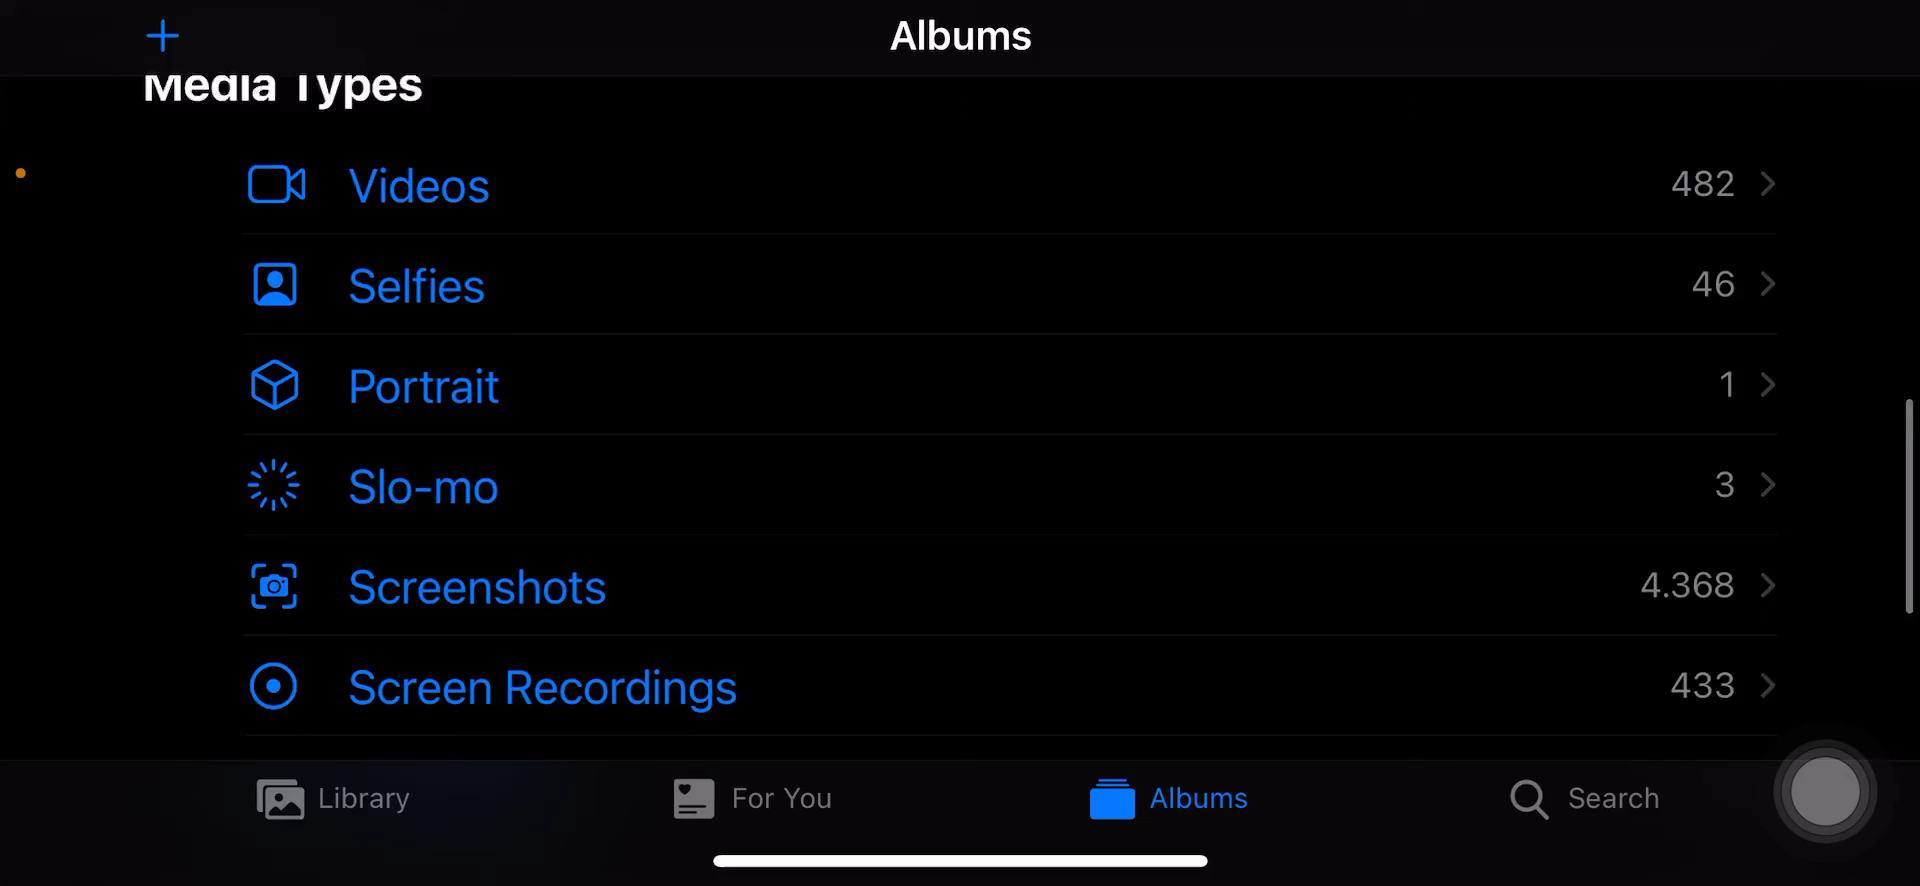 Albums
Media Types
Videos 482
Selfies 46
Portrait 1
Slo-mo 3
Screenshots 4.368
Screen Recordings 433
Library For You Albums Search